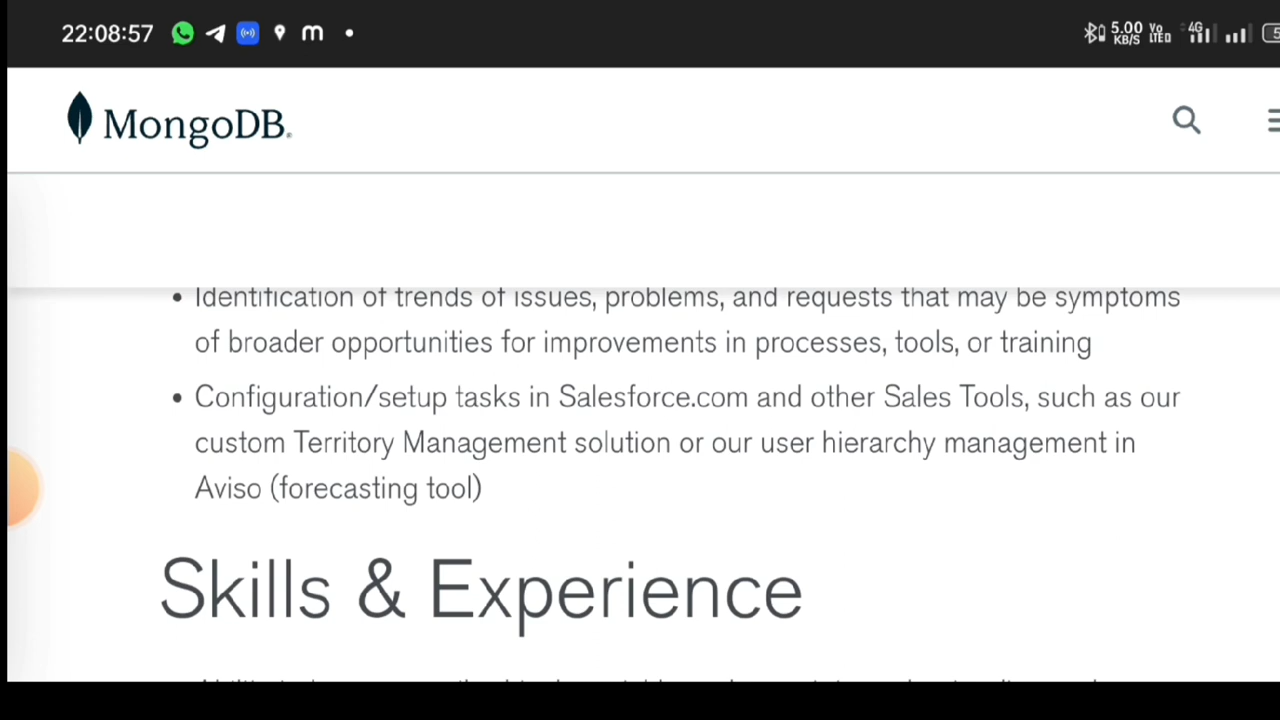 22:08:57 m 5.00 KB/S Vo LTE 4G 5
MongoDB.
Identification of trends of issues, problems, and requests that may be symptoms
of broader opportunities for improvements in processes, tools, or training
Configuration/setup tasks in Salesforce.com and other Sales Tools, such as our
custom Territory Management solution or our user hierarchy management in
Aviso (forecasting tool)
Skills & Experience